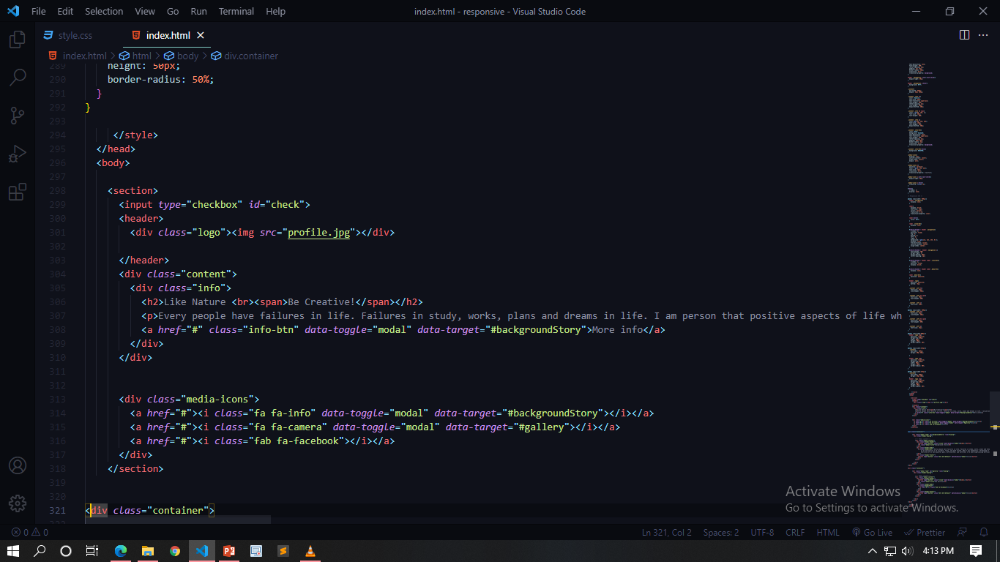 File Edit Selection View Go Run Terminal Help index.html - responsive - Visual Studio Code
style.css index.html
index.html > html > body > div.container
289 height: 50px;
290 border-radius: 50%;
291 }
292 }
293
294 </style>
295 </head>
296 <body>
297
298 <section>
299 <input type="checkbox" id="check">
300 <header>
301 <div class="logo"><img src="profile.jpg"></div>
302
303 </header>
304 <div class="content">
305 <div class="info">
306 <h2>Like Nature <br><span>Be Creative!</span></h2>
307 <p>Every people have failures in life. Failures in study, works, plans and dreams in life. I am person that positive aspects of life wh
308 <a href="#" class="info-btn" data-toggle="modal" data-target="#backgroundStory">More info</a>
309 </div>
310 </div>
311
312
313 <div class="media-icons">
314 <a href="#"><i class="fa fa-info" data-toggle="modal" data-target="#backgroundStory"></i></a>
315 <a href="#"><i class="fa fa-camera" data-toggle="modal" data-target="#gallery"></i></a>
316 <a href="#"><i class="fab fa-facebook"></i></a>
317 </div>
318 </section>
319
320
321 <div class="container">
Activate Windows
Go to Settings to activate Windows.
0 0 Ln 321, Col 2 Spaces: 2 UTF-8 CRLF HTML Go Live Prettier
4:13 PM